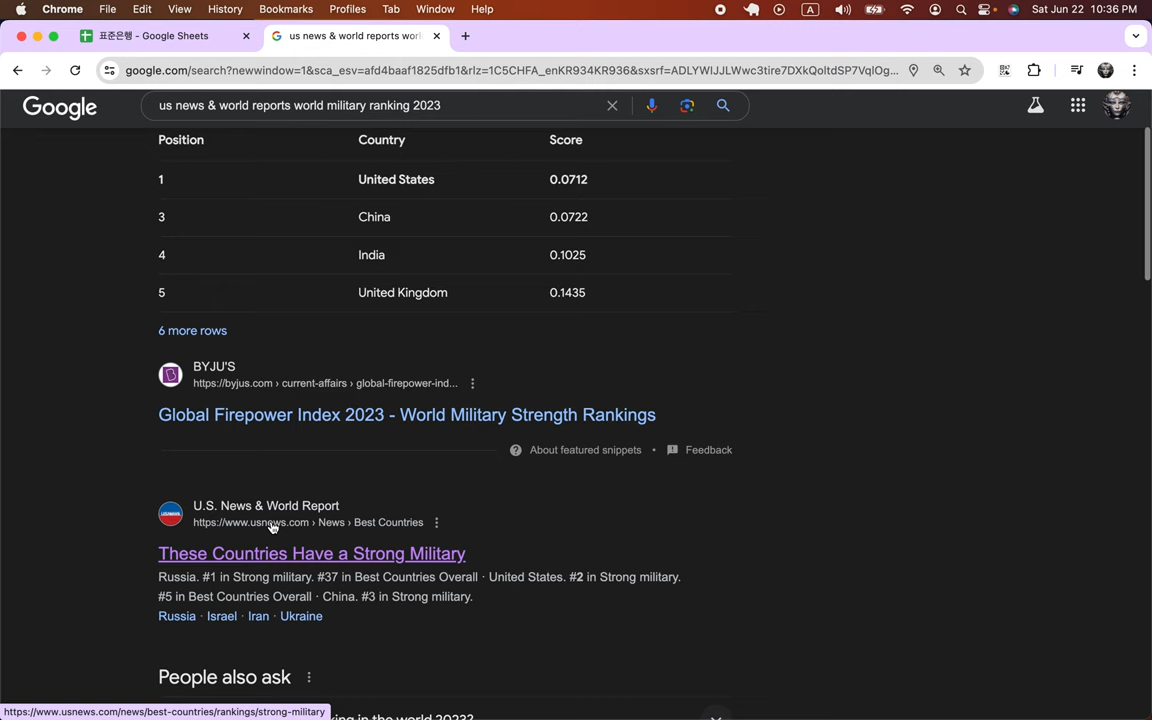 Chrome File Edit View History Bookmarks Profiles Tab Window Help A Sat Jun 22 10:36 PM
표준은행 - Google Sheets us news & world reports worl
google.com/search?newwindow=1&sca_esv=afd4baaf1825dfb1&rlz=1C5CHFA_enKR934KR936&sxsrf=ADLYWIJJLWwc3tire7DXkQoltdSP7VqlOg...
Google us news & world reports world military ranking 2023
Position Country Score
1 United States 0.0712
3 China 0.0722
4 India 0.1025
5 United Kingdom 0.1435
6 more rows
BYJU'S
https://byjus.com › current-affairs › global-firepower-ind...
Global Firepower Index 2023 - World Military Strength Rankings
About featured snippets • Feedback
U.S. News & World Report
https://www.usnews.com › News › Best Countries
These Countries Have a Strong Military
Russia. #1 in Strong military. #37 in Best Countries Overall · United States. #2 in Strong military.
#5 in Best Countries Overall · China. #3 in Strong military.
Russia · Israel · Iran · Ukraine
People also ask
https://www.usnews.com/news/best-countries/rankings/strong-military
king in the world 2023?